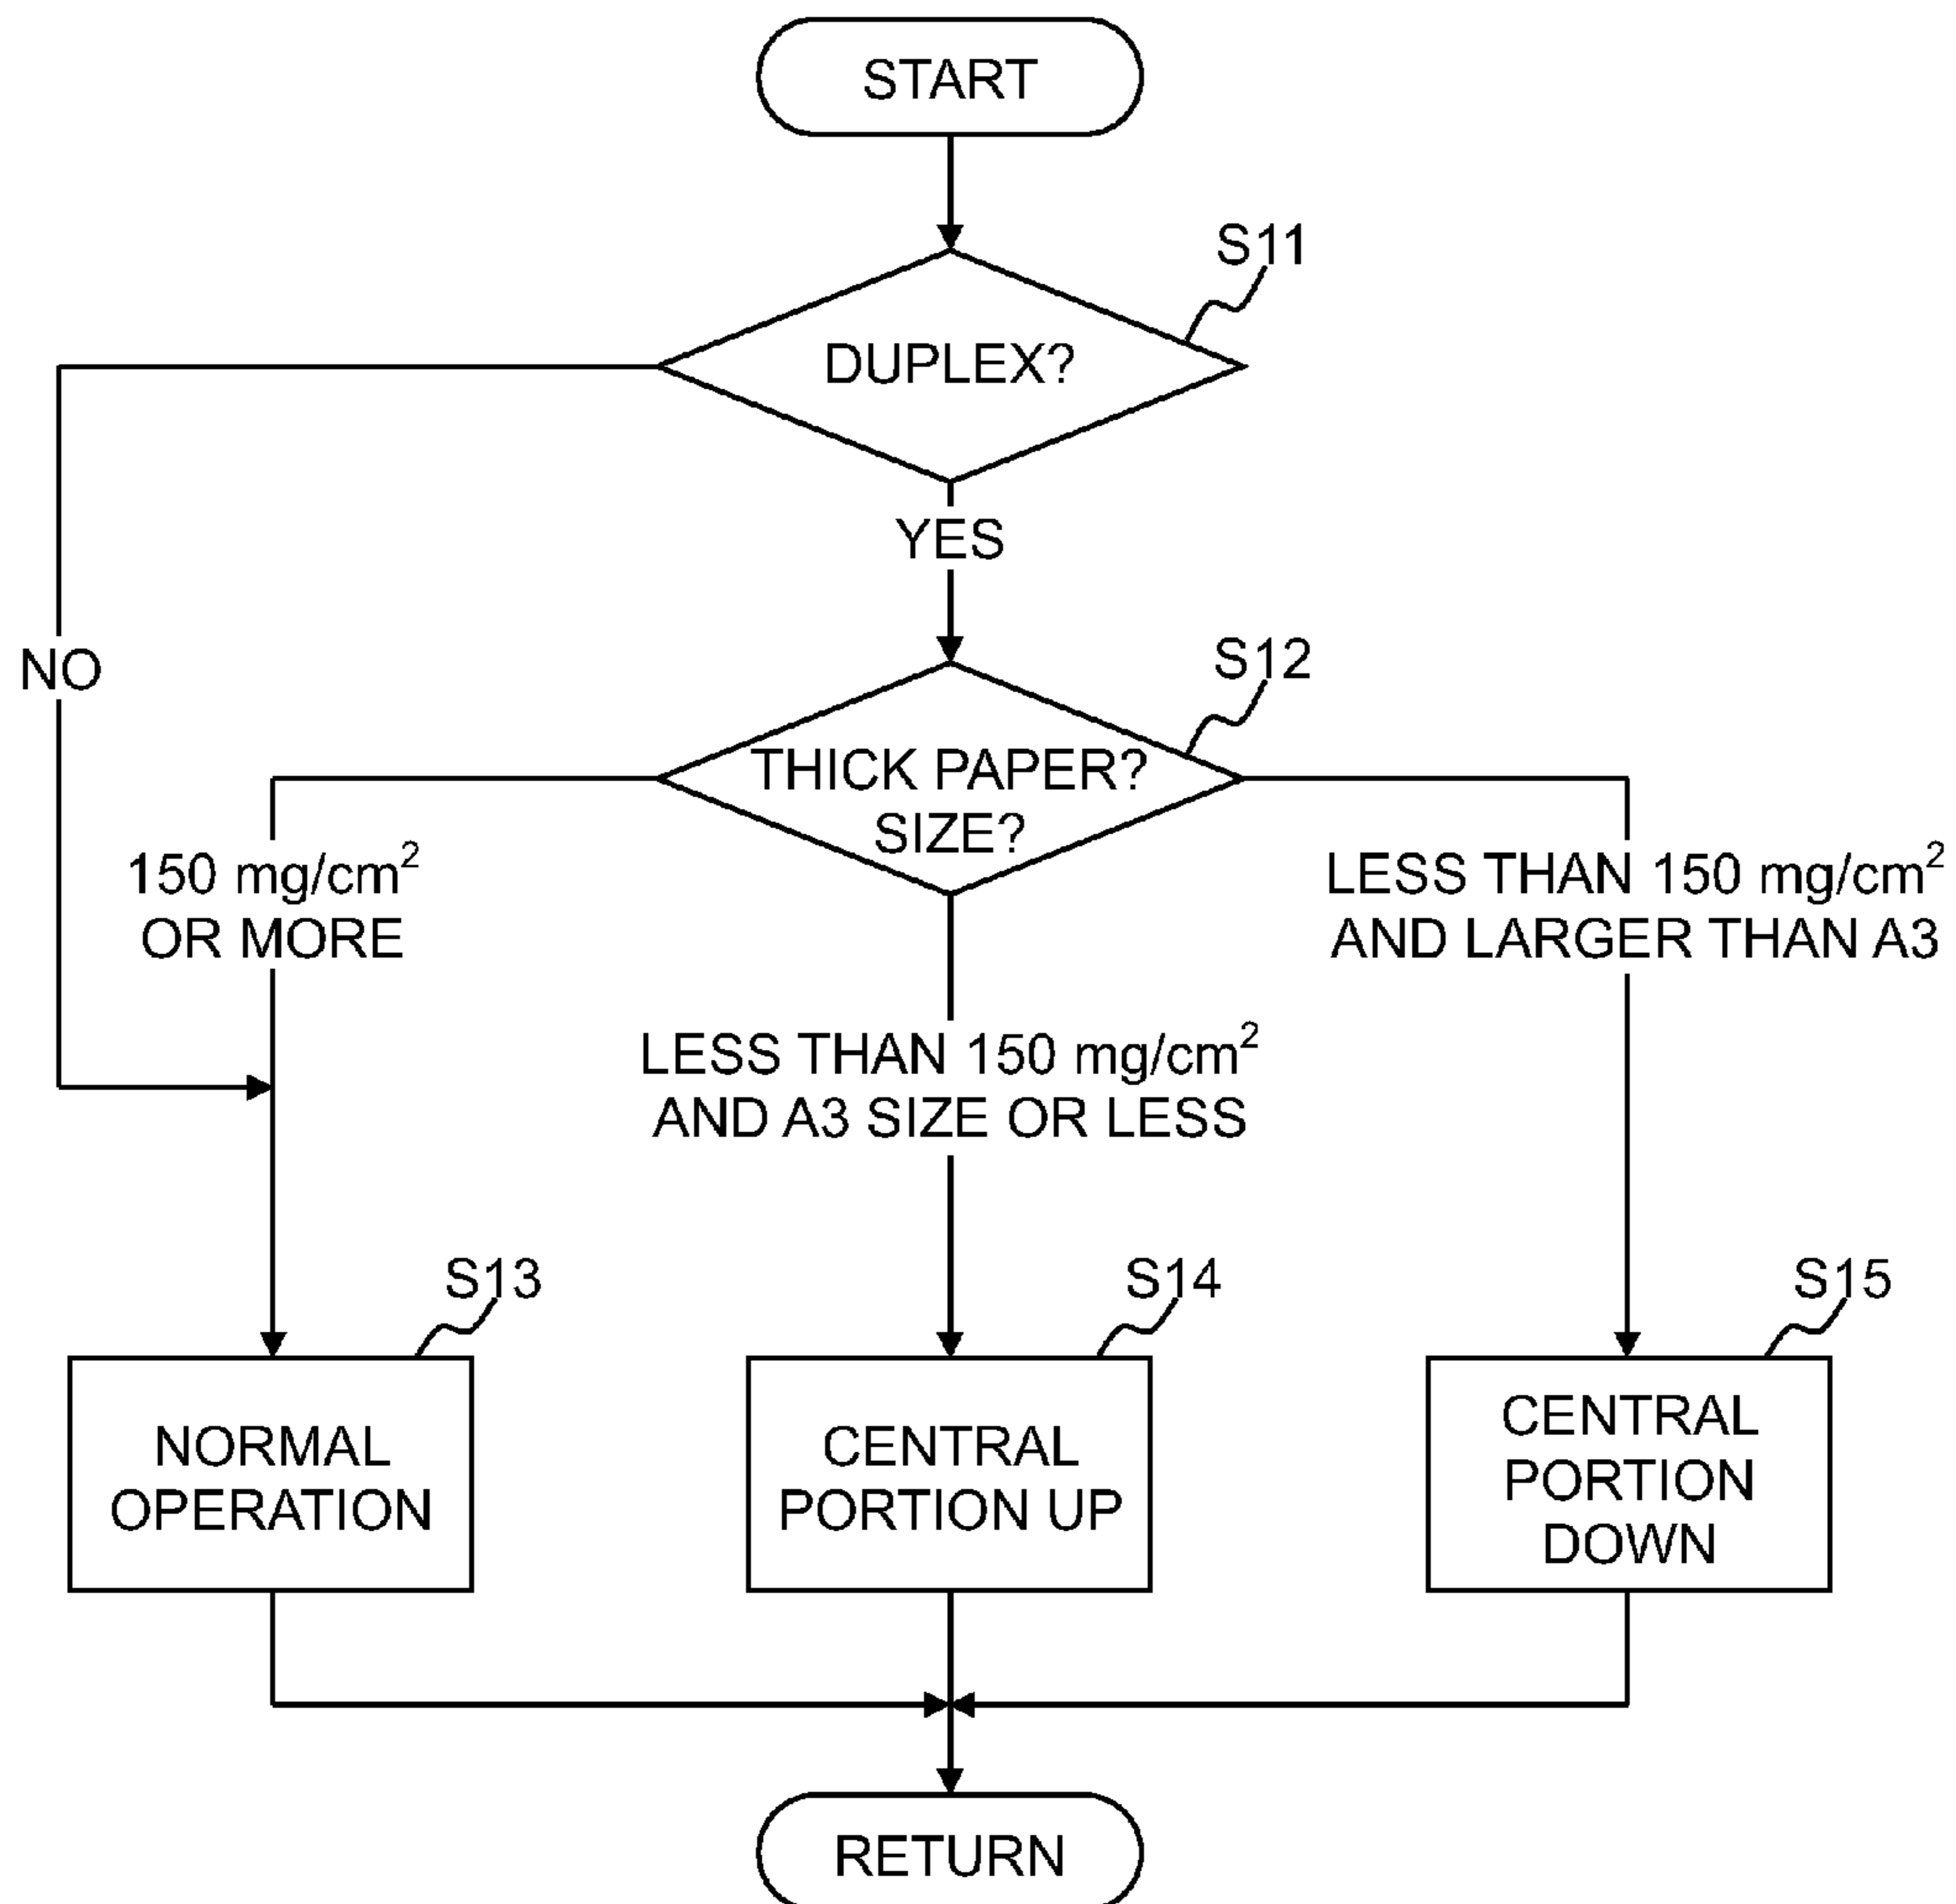 START
S11
DUPLEX?
YES
NO
S12
THICK PAPER?
SIZE?
150 mg/cm²
OR MORE
LESS THAN 150 mg/cm²
AND LARGER THAN A3
LESS THAN 150 mg/cm²
AND A3 SIZE OR LESS
S13
S14
S15
NORMAL
OPERATION
CENTRAL
PORTION UP
CENTRAL
PORTION
DOWN
RETURN